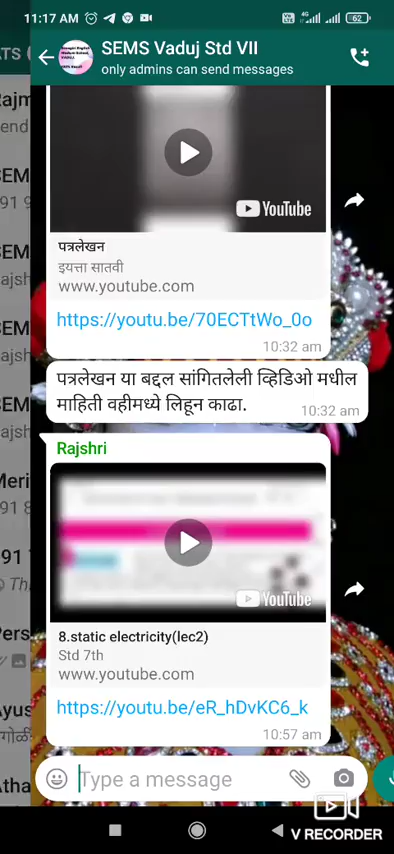 11:17 AM
62
SEMS Vaduj Std VII
only admins can send messages
YouTube
पत्रलेखन
इयत्ता सातवी
www.youtube.com
https://youtu.be/70ECTtWo_0o
10:32 am
पत्रलेखन या बद्दल सांगितलेली व्हिडिओ मधील
माहिती वहीमध्ये लिहून काढा.
10:32 am
Rajshri
YouTube
8.static electricity(lec2)
Std 7th
www.youtube.com
https://youtu.be/eR_hDvKC6_k
10:57 am
Type a message
V RECORDER